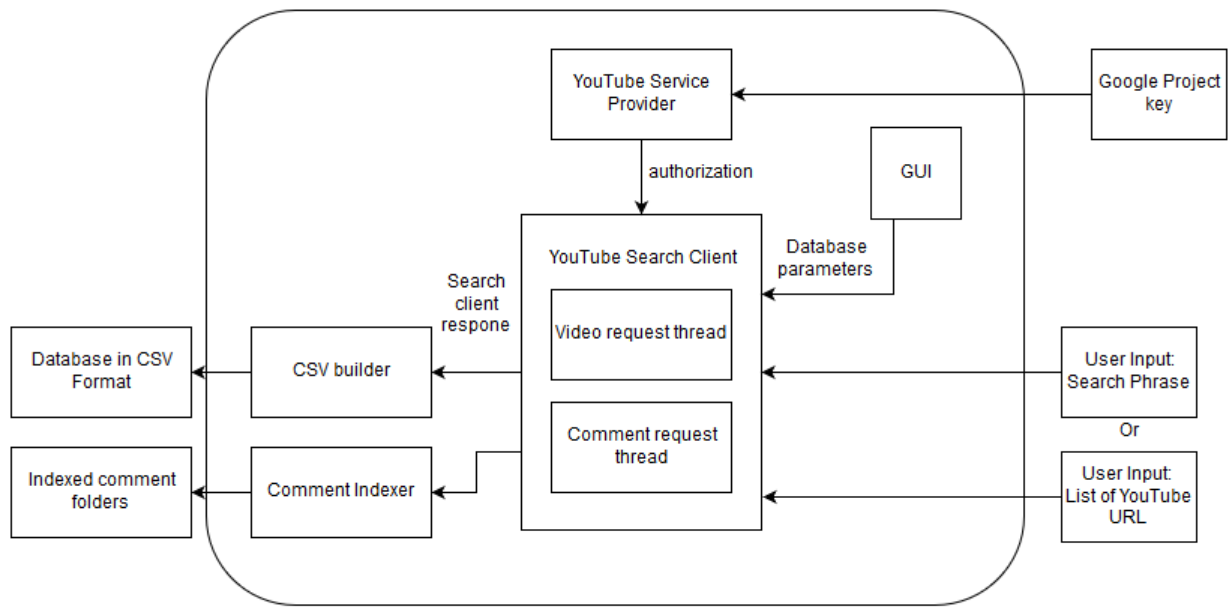 YouTube Service
Provider
Google Project
key
authorization
GUI
YouTube Search Client
Database
parameters
Search
client
respone
Video request thread
Database in CSV
Format
CSV builder
User Input:
Search Phrase
Or
Comment request
thread
Indexed comment
folders
Comment Indexer
User Input:
List of YouTube
URL